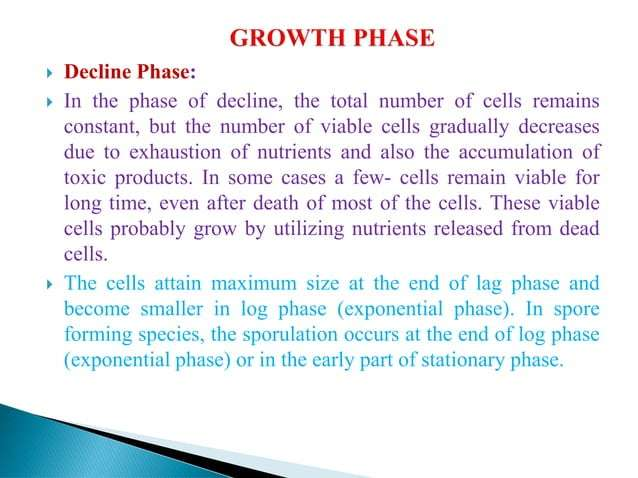 GROWTH PHASE
Decline Phase:
In the phase of decline, the total number of cells remains
constant, but the number of viable cells gradually decreases
due to exhaustion of nutrients and also the accumulation of
toxic products. In some cases a few- cells remain viable for
long time, even after death of most of the cells. These viable
cells probably grow by utilizing nutrients released from dead
cells.
The cells attain maximum size at the end of lag phase and
become smaller in log phase (exponential phase). In spore
forming species, the sporulation occurs at the end of log phase
(exponential phase) or in the early part of stationary phase.